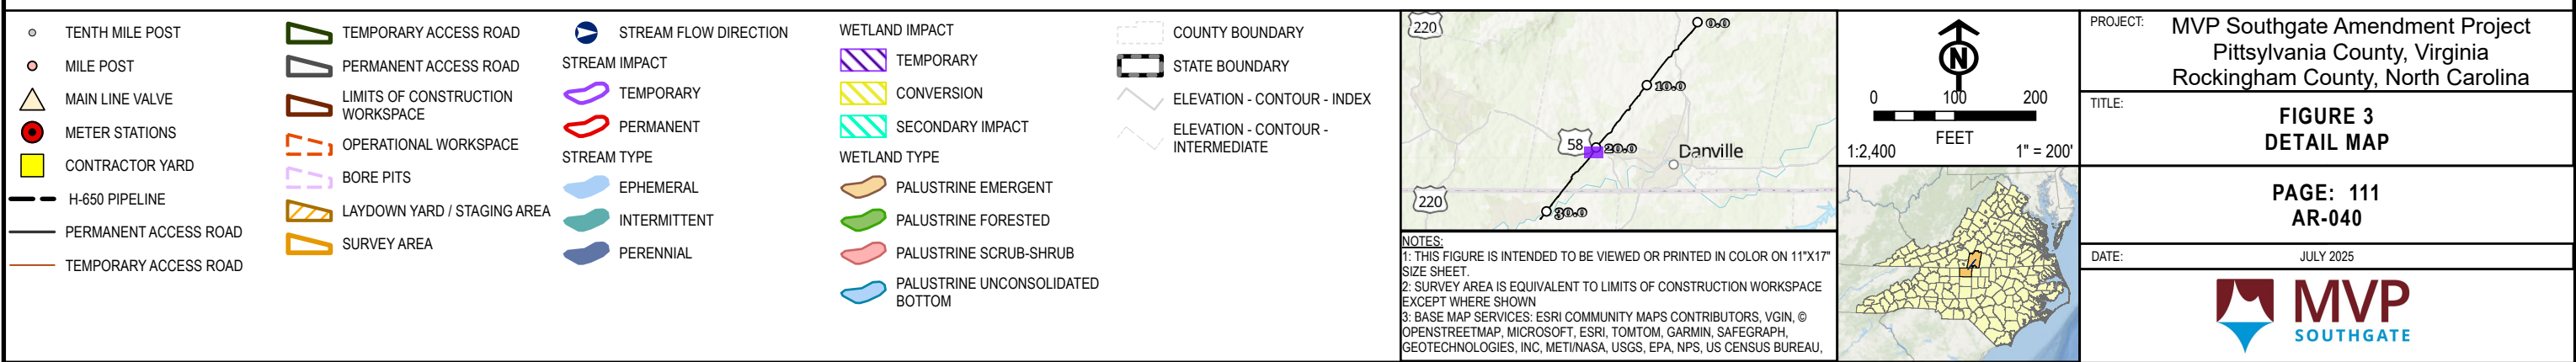 TENTH MILE POST
MILE POST
MAIN LINE VALVE
METER STATIONS
CONTRACTOR YARD
H-650 PIPELINE
PERMANENT ACCESS ROAD
TEMPORARY ACCESS ROAD
TEMPORARY ACCESS ROAD
PERMANENT ACCESS ROAD
LIMITS OF CONSTRUCTION
WORKSPACE
OPERATIONAL WORKSPACE
BORE PITS
LAYDOWN YARD / STAGING AREA
SURVEY AREA
STREAM FLOW DIRECTION
STREAM IMPACT
TEMPORARY
PERMANENT
STREAM TYPE
EPHEMERAL
INTERMITTENT
PERENNIAL
WETLAND IMPACT
TEMPORARY
CONVERSION
SECONDARY IMPACT
WETLAND TYPE
PALUSTRINE EMERGENT
PALUSTRINE FORESTED
PALUSTRINE SCRUB-SHRUB
PALUSTRINE UNCONSOLIDATED
BOTTOM
COUNTY BOUNDARY
STATE BOUNDARY
ELEVATION - CONTOUR - INDEX
ELEVATION - CONTOUR -
INTERMEDIATE
220
0.0
10.0
58
20.0
Danville
220
30.0
NOTES:
1: THIS FIGURE IS INTENDED TO BE VIEWED OR PRINTED IN COLOR ON 11"X17"
SIZE SHEET.
2: SURVEY AREA IS EQUIVALENT TO LIMITS OF CONSTRUCTION WORKSPACE
EXCEPT WHERE SHOWN
3: BASE MAP SERVICES: ESRI COMMUNITY MAPS CONTRIBUTORS, VGIN, ©
OPENSTREETMAP, MICROSOFT, ESRI, TOMTOM, GARMIN, SAFEGRAPH,
GEOTECHNOLOGIES, INC, METI/NASA, USGS, EPA, NPS, US CENSUS BUREAU,
N
0 100 200
FEET
1:2,400 1" = 200'
PROJECT: MVP Southgate Amendment Project
Pittsylvania County, Virginia
Rockingham County, North Carolina
TITLE:
FIGURE 3
DETAIL MAP
PAGE: 111
AR-040
DATE: JULY 2025
MVP
SOUTHGATE